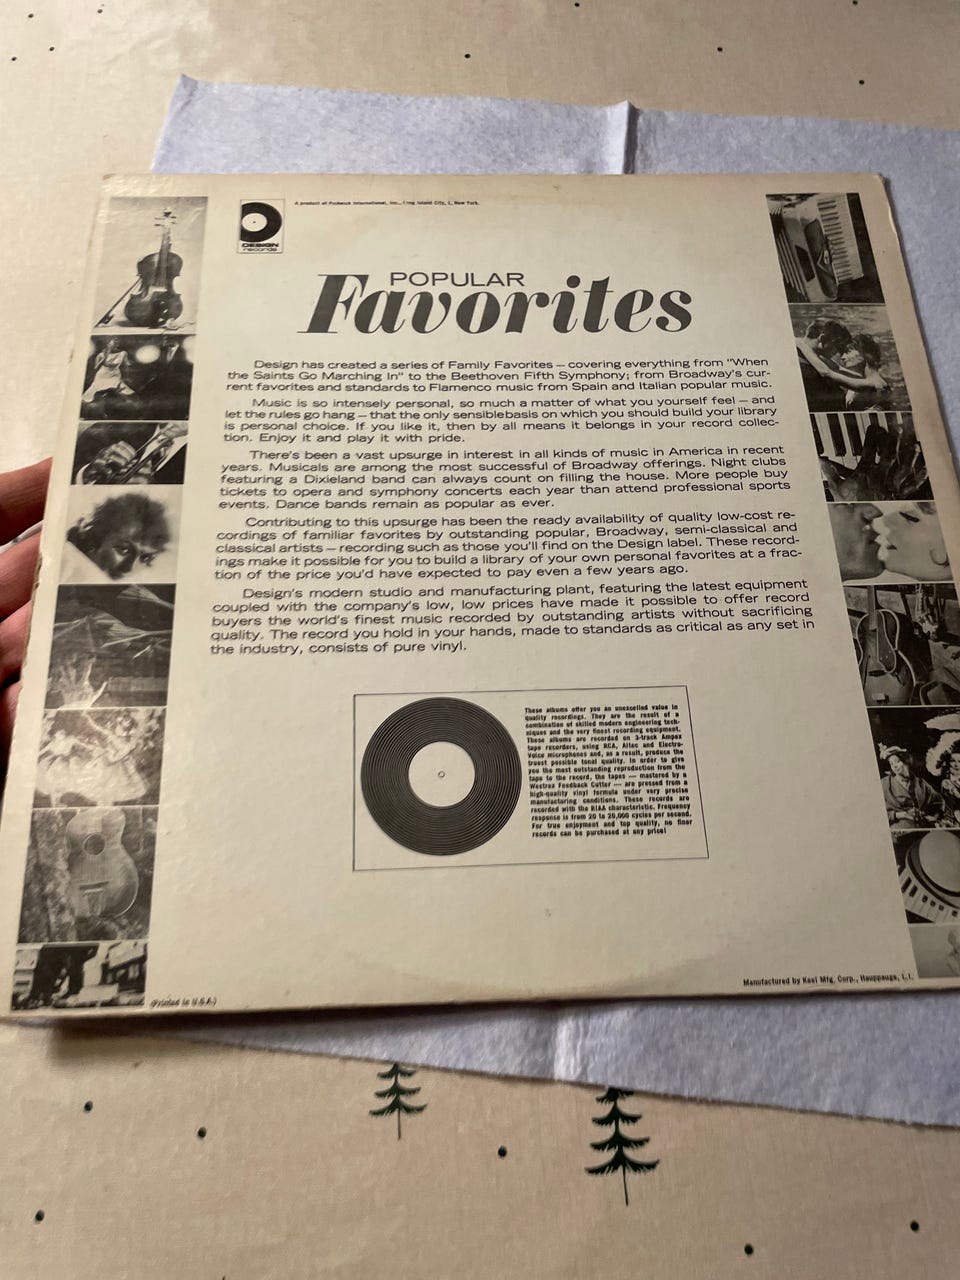 DESIGN
records
A product of Pickwick International, Inc., Long Island City, 1, New York.
POPULAR
Favorites
Design has created a series of Family Favorites – covering everything from "When
the Saints Go Marching In" to the Beethoven Fifth Symphony; from Broadway's cur-
rent favorites and standards to Flamenco music from Spain and Italian popular music.
Music is so intensely personal, so much a matter of what you yourself feel – and
let the rules go hang – that the only sensiblebasis on which you should build your library
is personal choice. If you like it, then by all means it belongs in your record collec-
tion. Enjoy it and play it with pride.
There's been a vast upsurge in interest in all kinds of music in America in recent
years. Musicals are among the most successful of Broadway offerings. Night clubs
featuring a Dixieland band can always count on filling the house. More people buy
tickets to opera and symphony concerts each year than attend professional sports
events. Dance bands remain as popular as ever.
Contributing to this upsurge has been the ready availability of quality low-cost re-
cordings of familiar favorites by outstanding popular, Broadway, semi-classical and
classical artists – recording such as those you'll find on the Design label. These record-
ings make it possible for you to build a library of your own personal favorites at a frac-
tion of the price you'd have expected to pay even a few years ago.
Design's modern studio and manufacturing plant, featuring the latest equipment
coupled with the company's low, low prices have made it possible to offer record
buyers the world's finest music recorded by outstanding artists without sacrificing
quality. The record you hold in your hands, made to standards as critical as any set in
the industry, consists of pure vinyl.
These albums offer you an unexcelled value in
quality recordings. They are the result of a
combination of skilled modern engineering tech-
niques and the very finest recording equipment.
These albums are recorded on 3-track Ampex
tape recorders, using RCA, Altec and Electro-
Voice microphones and, as a result, produce the
truest possible tonal quality. In order to give
you the most outstanding reproduction from the
tape to the record, the tapes — mastered by a
Westrax Feedback Cutter — are pressed from a
high-quality vinyl formula under very precise
manufacturing conditions. These records are
recorded with the RIAA characteristic. Frequency
response is from 20 to 20,000 cycles per second.
For true enjoyment and top quality, no finer
records can be purchased at any price!
(Printed in U.S.A.)
Manufactured by Keel Mfg. Corp., Hauppauge, L.I.